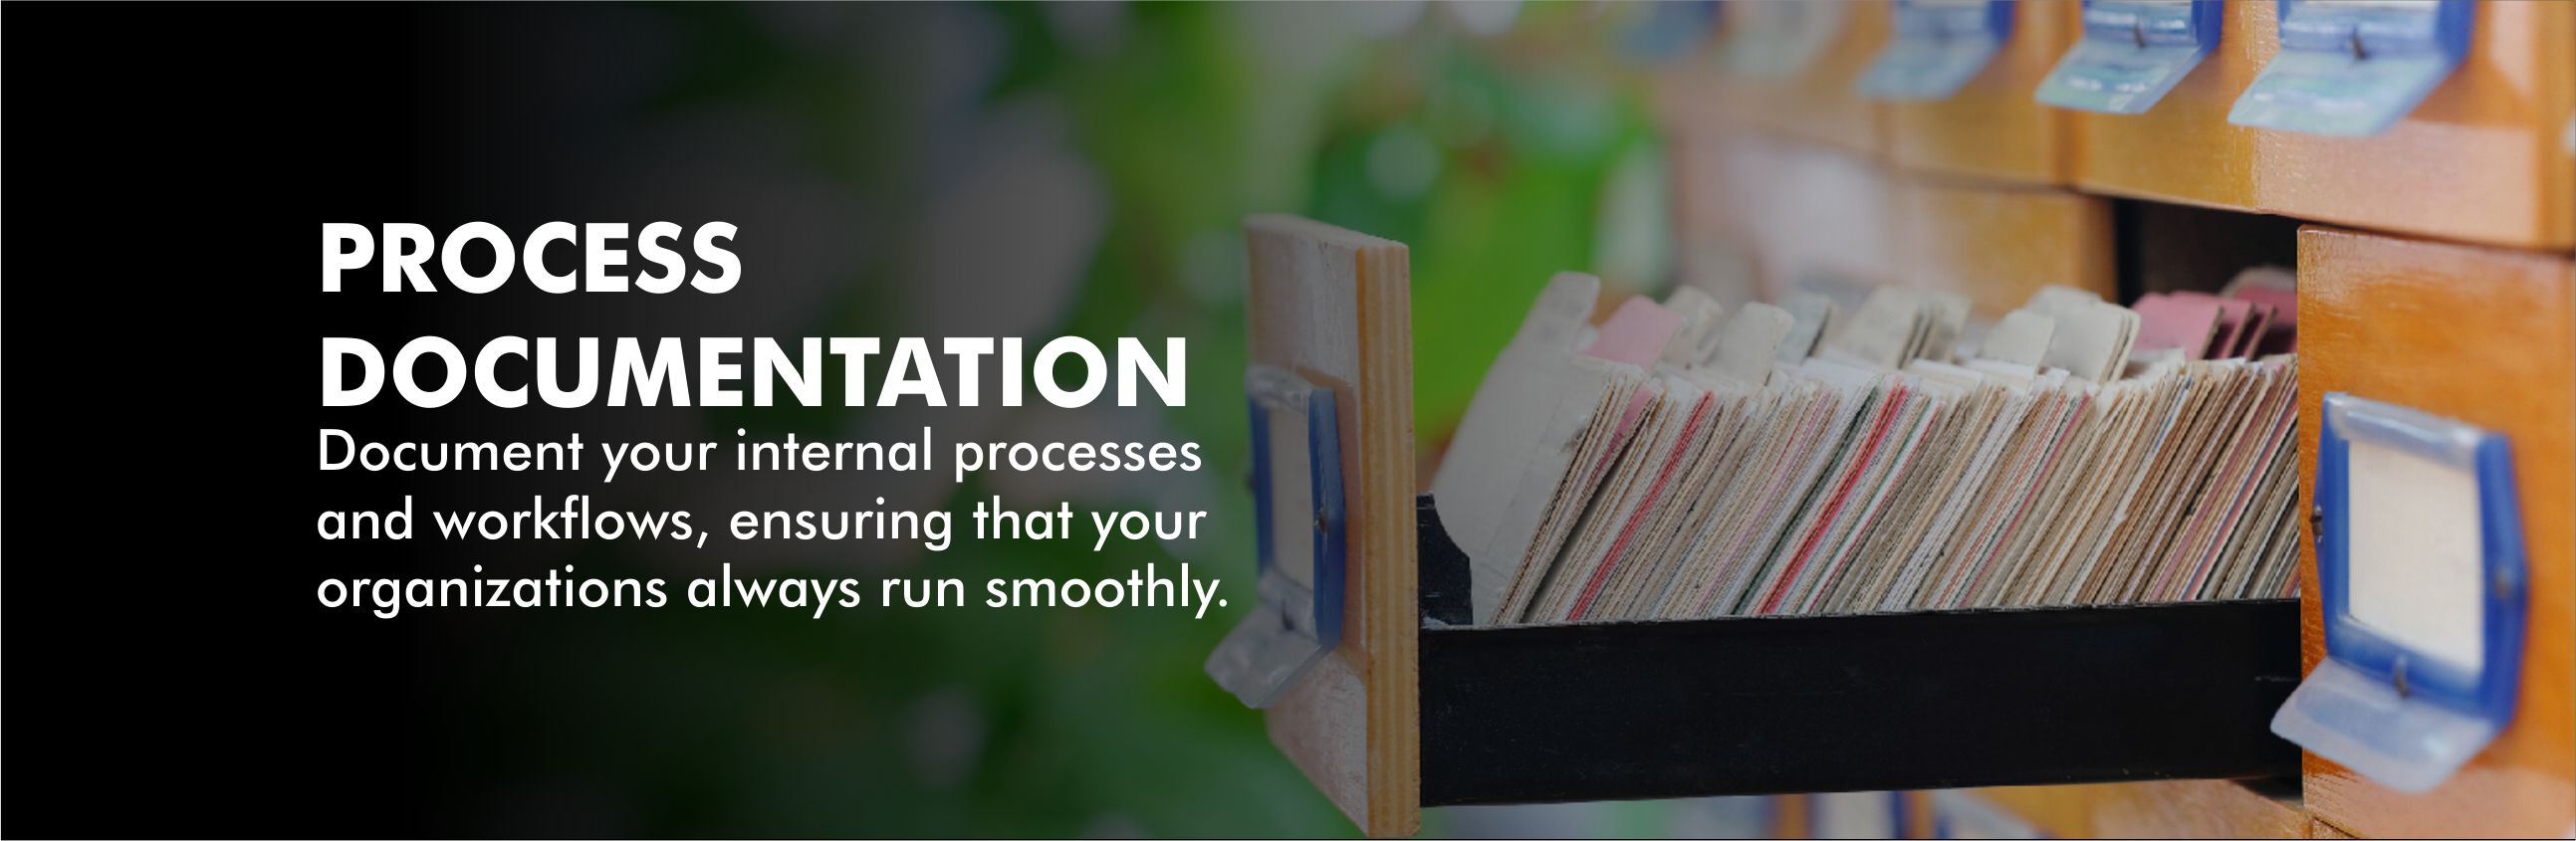 PROCESS
DOCUMENTATION
Document your internal processes
and workflows, ensuring that your
organizations always run smoothly.